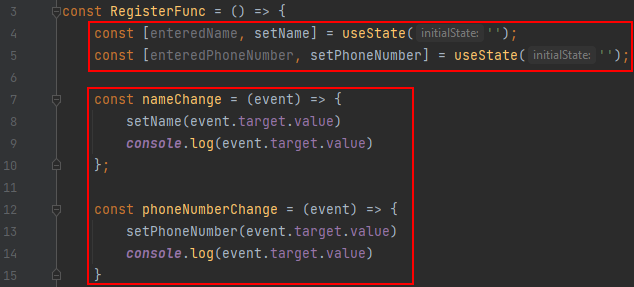 3 const RegisterFunc = () => {
4 const [enteredName, setName] = useState( initialState: '');
5 const [enteredPhoneNumber, setPhoneNumber] = useState( initialState: '');
6
7 const nameChange = (event) => {
8 setName(event.target.value)
9 console.log(event.target.value)
10 };
11
12 const phoneNumberChange = (event) => {
13 setPhoneNumber(event.target.value)
14 console.log(event.target.value)
15 }